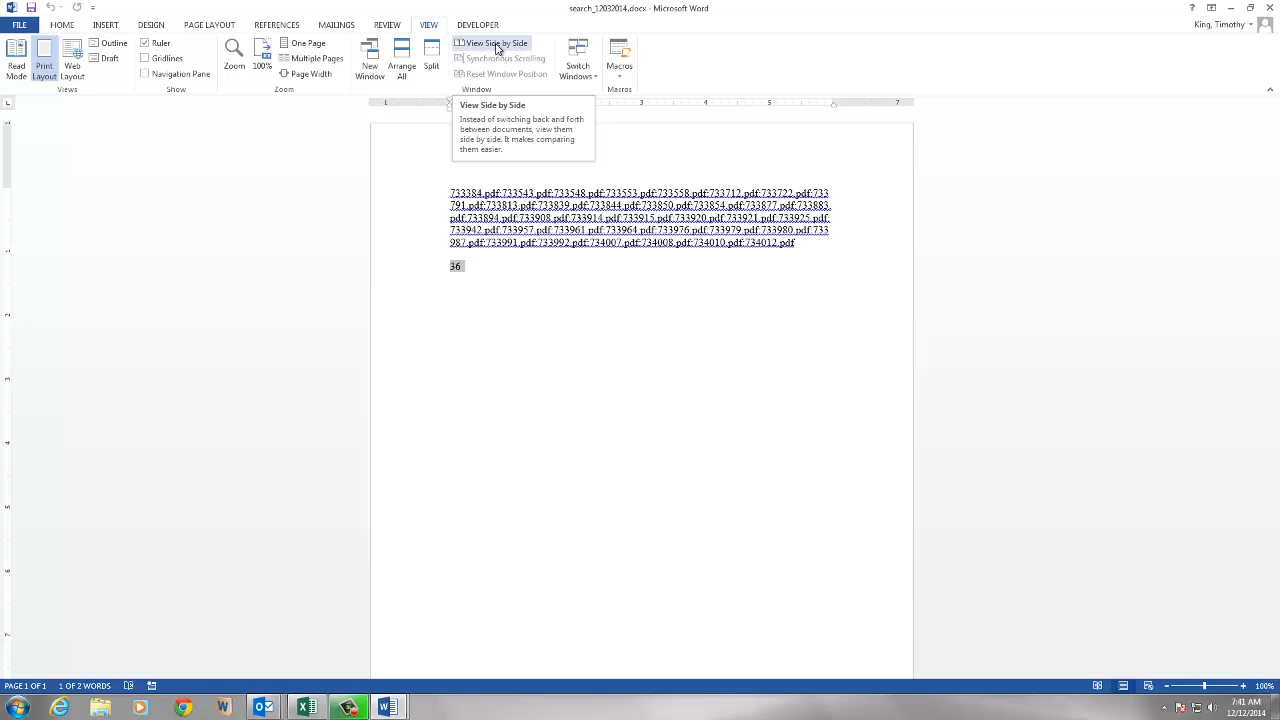 search_12032014.docx - Microsoft Word
FILE HOME INSERT DESIGN PAGE LAYOUT REFERENCES MAILINGS REVIEW VIEW DEVELOPER
King, Timothy
Read Mode
Print Layout
Web Layout
Outline
Draft
Views
Ruler
Gridlines
Navigation Pane
Show
Zoom
100%
One Page
Multiple Pages
Page Width
Zoom
New Window
Arrange All
Split
View Side by Side
Synchronous Scrolling
Reset Window Position
Window
Switch Windows
Macros
Macros
1 3 4 5 7
View Side by Side
Instead of switching back and forth
between documents, view them
side by side. It makes comparing
them easier.
733384.pdf;733543.pdf;733548.pdf;733553.pdf;733558.pdf;733712.pdf;733722.pdf;733
791.pdf;733813.pdf;733839.pdf;733844.pdf;733850.pdf;733854.pdf;733877.pdf;733883.
pdf;733894.pdf;733908.pdf;733914.pdf;733915.pdf;733920.pdf;733921.pdf;733925.pdf;
733942.pdf;733957.pdf;733961.pdf;733964.pdf;733976.pdf;733979.pdf;733980.pdf;733
987.pdf;733991.pdf;733992.pdf;734007.pdf;734008.pdf;734010.pdf;734012.pdf
36
PAGE 1 OF 1 1 OF 2 WORDS
100%
7:41 AM
12/12/2014